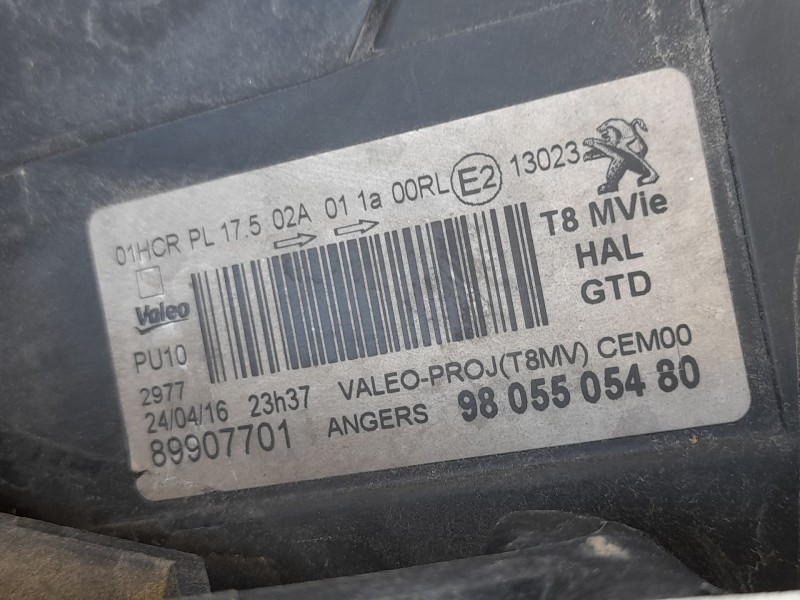 01HCR PL 17.5 02A 01 1a 00RL E2 13023
T8 MVie
HAL
GTD
Valeo
PU10
2977
24/04/16 23h37 VALEO-PROJ(T8MV) CEM00
89907701 ANGERS 98 055 054 80